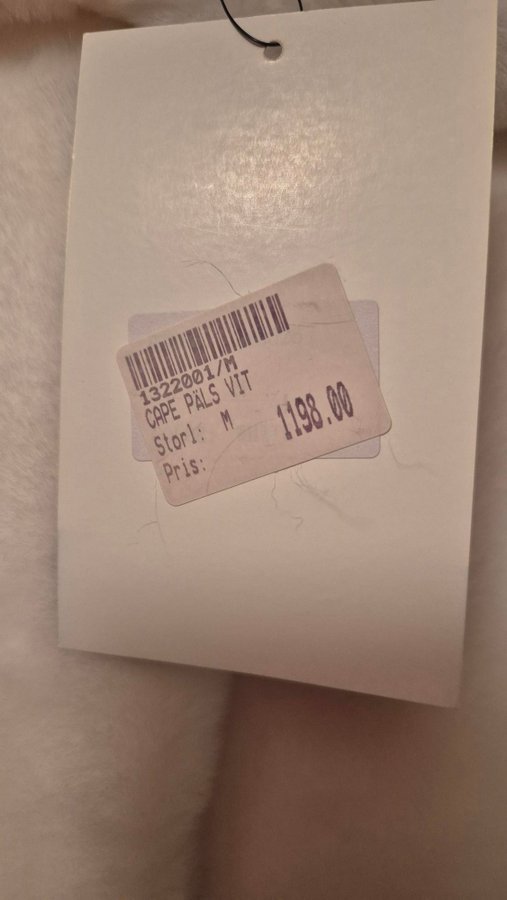 1322001/M
CAPE PÄLS VIT
Storl: M
Pris: 1198.00